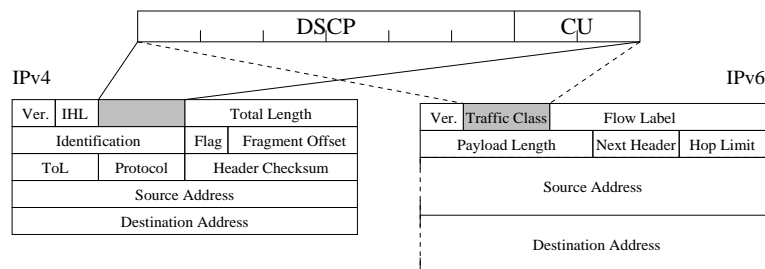 DSCP CU
IPv4
Ver. IHL Total Length
Identification Flag Fragment Offset
ToL Protocol Header Checksum
Source Address
Destination Address
IPv6
Ver. Traffic Class Flow Label
Payload Length Next Header Hop Limit
Source Address
Destination Address